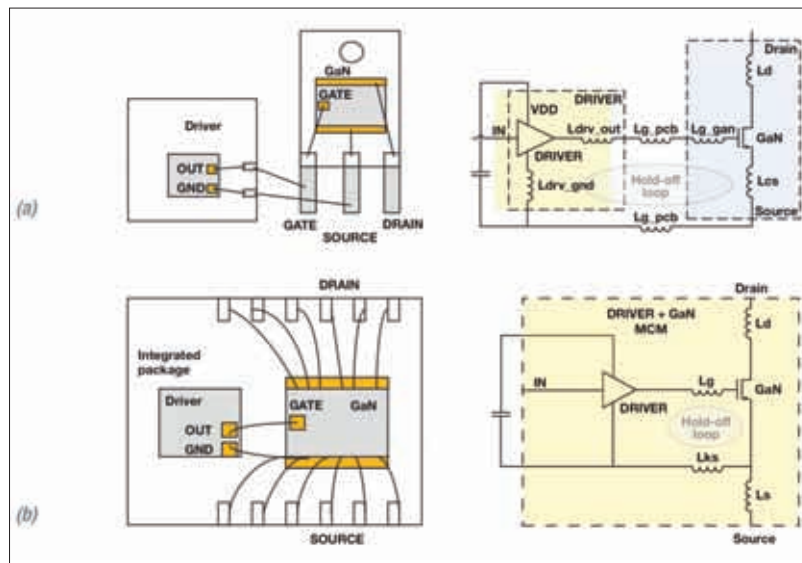 (a)
Driver
OUT
GND
GaN
GATE
GATE
SOURCE
DRAIN
IN
VDD
DRIVER
DRIVER
Ldrv_out
Lg_pcb
Lg_gan
Ldrv_gnd
Hold-off
loop
Lg_pcb
Drain
Ld
GaN
Lcs
Source
(b)
DRAIN
Integrated
package
Driver
OUT
GND
GATE
GaN
SOURCE
DRIVER + GaN
MCM
IN
DRIVER
Lg
Hold-off
loop
Lks
Drain
Ld
GaN
Ls
Source